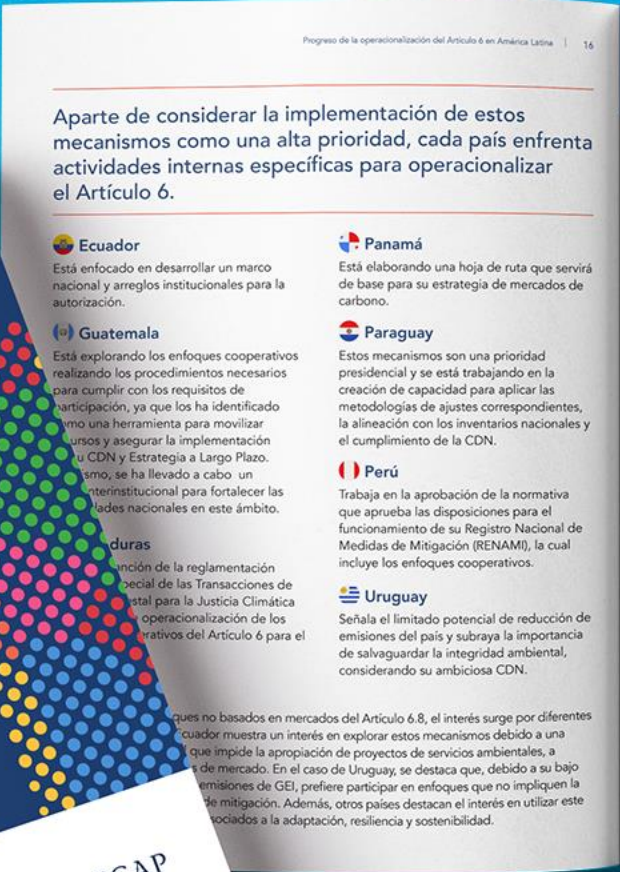 Progreso de la operacionalización del Artículo 6 en América Latina | 16
Aparte de considerar la implementación de estos
mecanismos como una alta prioridad, cada país enfrenta
actividades internas específicas para operacionalizar
el Artículo 6.
Ecuador
Está enfocado en desarrollar un marco
nacional y arreglos institucionales para la
autorización.
Guatemala
Está explorando los enfoques cooperativos
realizando los procedimientos necesarios
para cumplir con los requisitos de
participación, ya que los ha identificado
como una herramienta para movilizar
ursos y asegurar la implementación
u CDN y Estrategia a Largo Plazo.
smo, se ha llevado a cabo un
nterinstitucional para fortalecer las
dades nacionales en este ámbito.
duras
nción de la reglamentación
pecial de las Transacciones de
stal para la Justicia Climática
operacionalización de los
erativos del Artículo 6 para el
Panamá
Está elaborando una hoja de ruta que servirá
de base para su estrategia de mercados de
carbono.
Paraguay
Estos mecanismos son una prioridad
presidencial y se está trabajando en la
creación de capacidad para aplicar las
metodologías de ajustes correspondientes,
la alineación con los inventarios nacionales y
el cumplimiento de la CDN.
Perú
Trabaja en la aprobación de la normativa
que aprueba las disposiciones para el
funcionamiento de su Registro Nacional de
Medidas de Mitigación (RENAMI), la cual
incluye los enfoques cooperativos.
Uruguay
Señala el limitado potencial de reducción de
emisiones del país y subraya la importancia
de salvaguardar la integridad ambiental,
considerando su ambiciosa CDN.
ques no basados en mercados del Artículo 6.8, el interés surge por diferentes
cuador muestra un interés en explorar estos mecanismos debido a una
que impide la apropiación de proyectos de servicios ambientales, a
s de mercado. En el caso de Uruguay, se destaca que, debido a su bajo
emisiones de GEI, prefiere participar en enfoques que no impliquen la
de mitigación. Además, otros países destacan el interés en utilizar este
sociados a la adaptación, resiliencia y sostenibilidad.
CAP